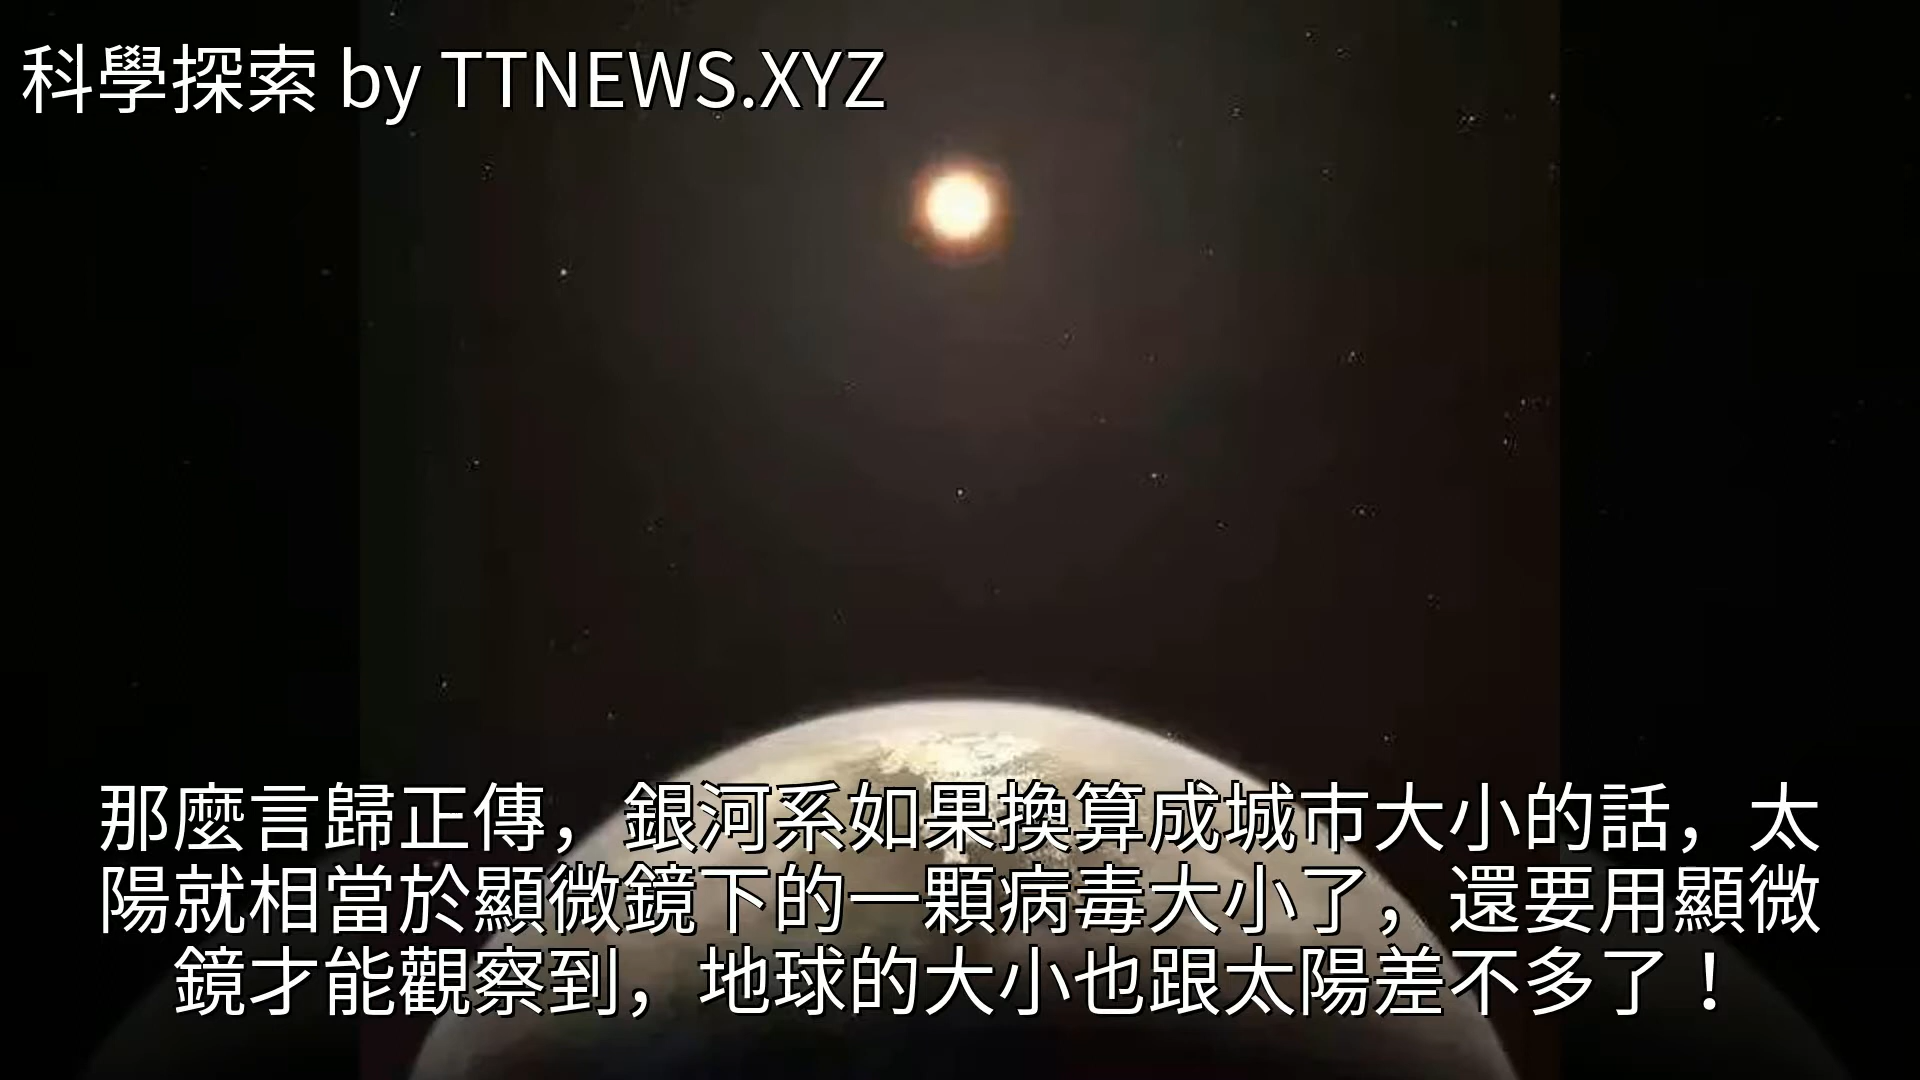 科學探索 by TTNEWS.XYZ
那麼言歸正傳，銀河系如果換算成城市大小的話，太
陽就相當於顯微鏡下的一顆病毒大小了，還要用顯微
鏡才能觀察到，地球的大小也跟太陽差不多了！